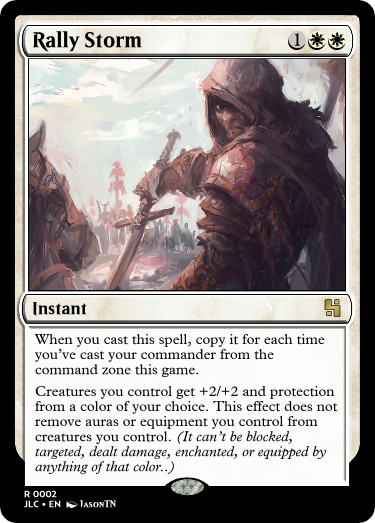 Rally Storm 1
Instant
When you cast this spell, copy it for each time
you've cast your commander from the
command zone this game.
Creatures you control get +2/+2 and protection
from a color of your choice. This effect does not
remove auras or equipment you control from
creatures you control. (It can't be blocked,
targeted, dealt damage, enchanted, or equipped by
anything of that color..)
R 0002
JLC • EN JASONTN